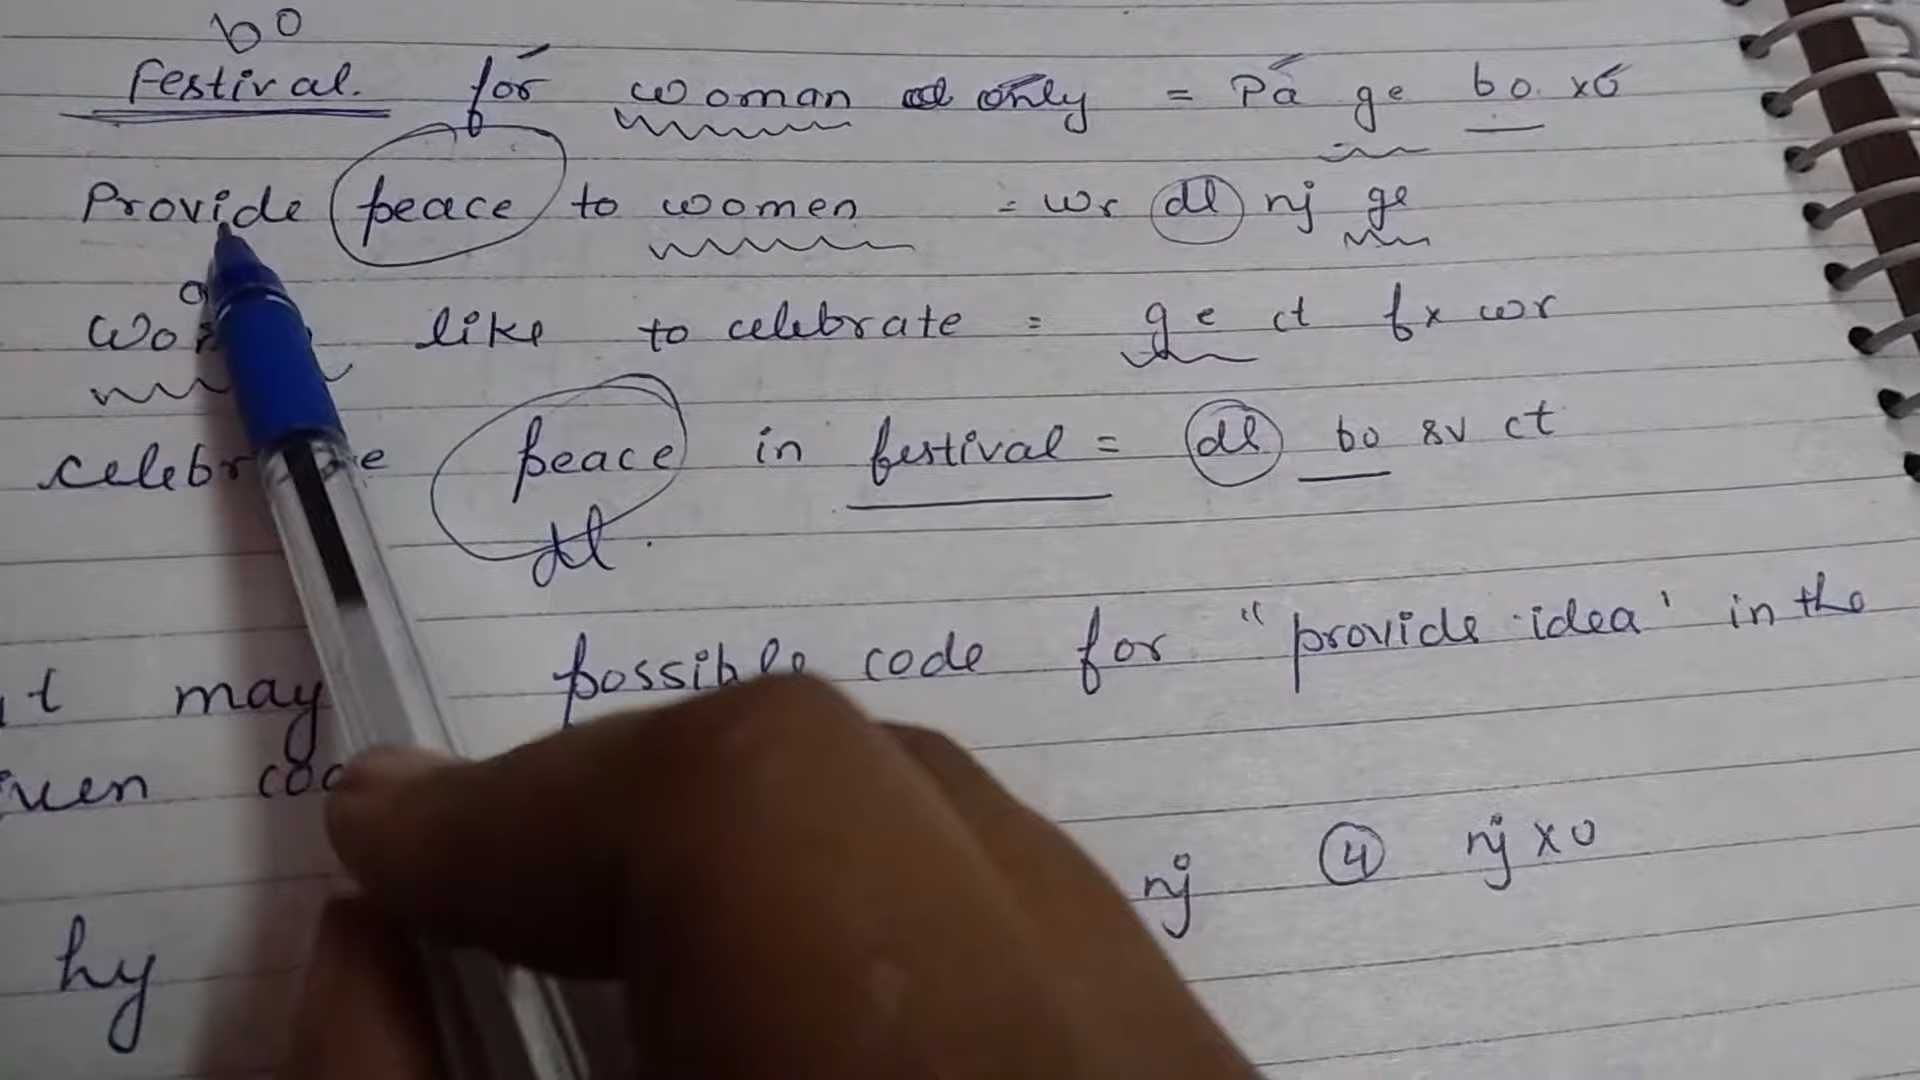 bo
Festival. for woman only = Pa ge bo. xo
Provide peace to women = wr dl nj ge
like to celebrate = ge ct fx wr
peace in festival = dl bo sv ct
dl.
may possible code for "provide idea' in the
nj 4 nj xo
hy